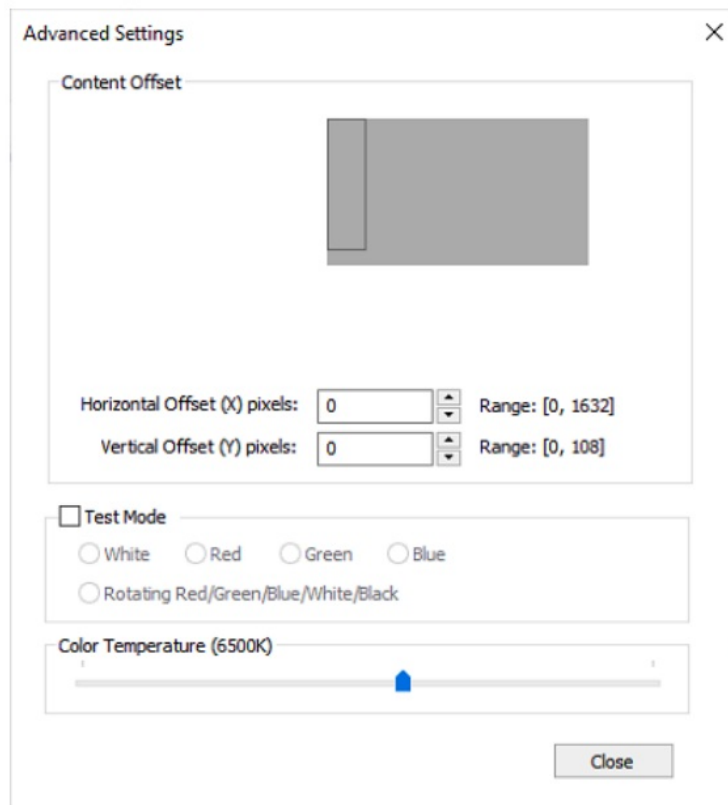 Advanced Settings
Content Offset
Horizontal Offset (X) pixels: 0 Range: [0, 1632]
Vertical Offset (Y) pixels: 0 Range: [0, 108]
Test Mode
White Red Green Blue
Rotating Red/Green/Blue/White/Black
Color Temperature (6500K)
Close